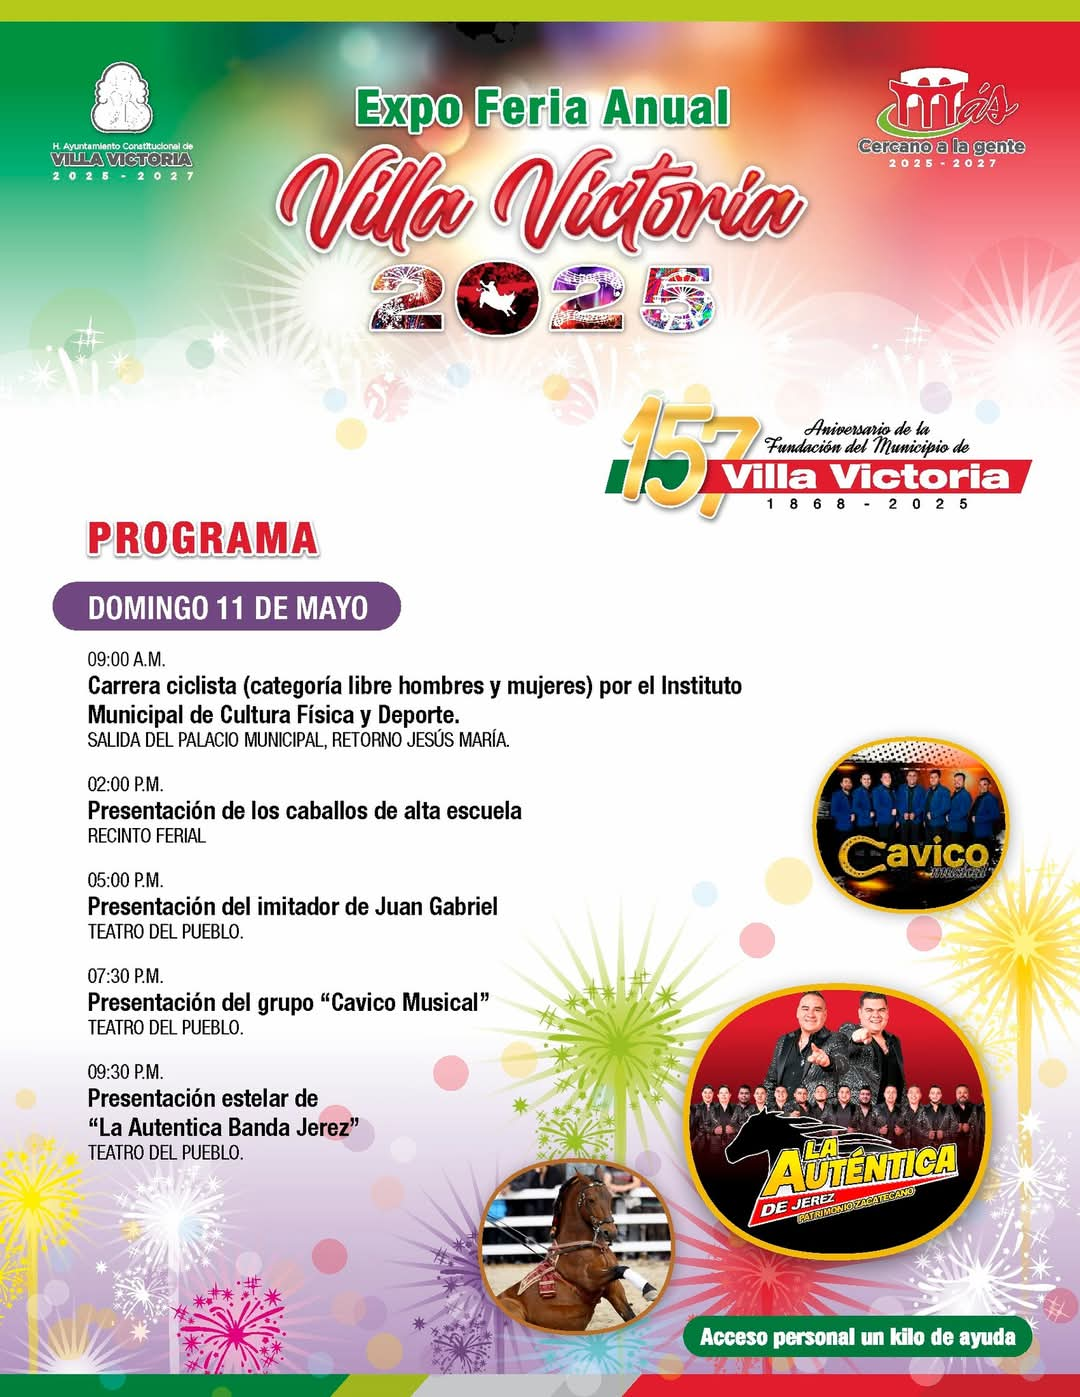 H. Ayuntamiento Constitucional de
VILLA VICTORIA
2025-2027
Expo Feria Anual
Villa Victoria
2025
Más
Cercano a la gente
2025-2027
157
Aniversario de la
Fundación del Municipio de
Villa Victoria
1868-2025
PROGRAMA
DOMINGO 11 DE MAYO
09:00 A.M.
Carrera ciclista (categoría libre hombres y mujeres) por el Instituto
Municipal de Cultura Física y Deporte.
SALIDA DEL PALACIO MUNICIPAL, RETORNO JESÚS MARÍA.
02:00 P.M.
Presentación de los caballos de alta escuela
RECINTO FERIAL
05:00 P.M.
Presentación del imitador de Juan Gabriel
TEATRO DEL PUEBLO.
07:30 P.M.
Presentación del grupo “Cavico Musical”
TEATRO DEL PUEBLO.
09:30 P.M.
Presentación estelar de
“La Autentica Banda Jerez”
TEATRO DEL PUEBLO.
Cavico
musical
LA
AUTÉNTICA
DE JEREZ
PATRIMONIO ZACATECANO
Acceso personal un kilo de ayuda